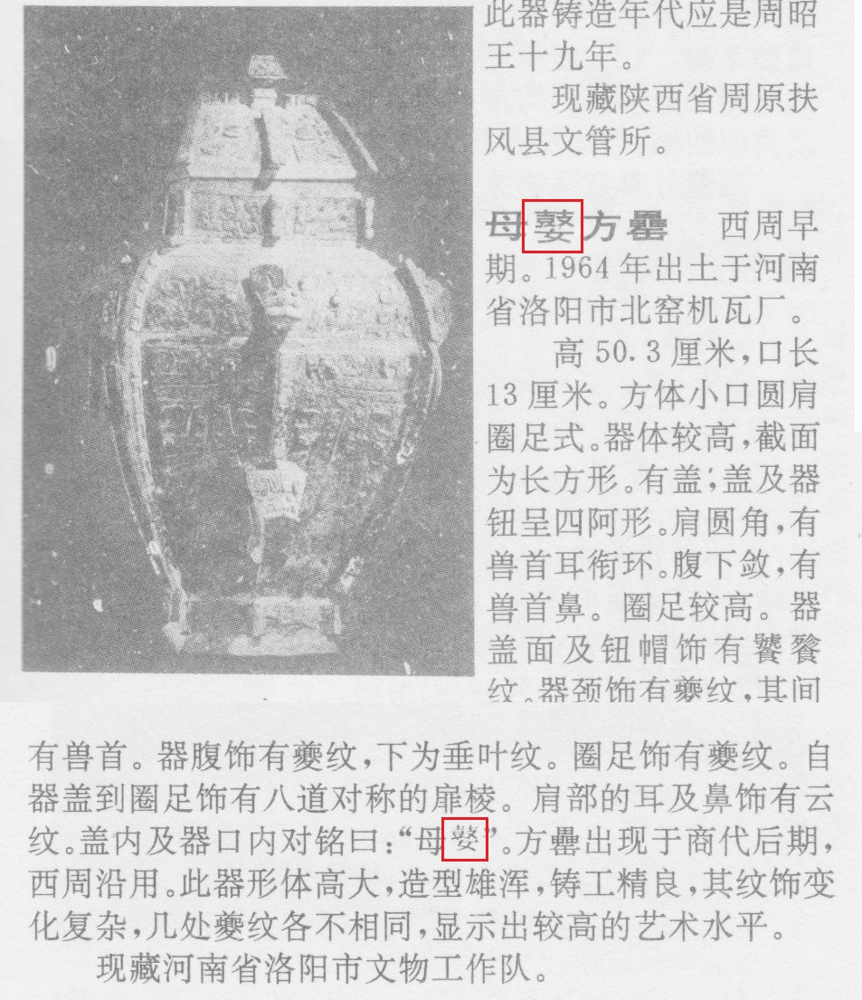 此器铸造年代应是周昭
王十九年。
现藏陕西省周原扶
风县文管所。
母方罍 西周早
期。1964年出土于河南
省洛阳市北窑机瓦厂。
高50.3厘米,口长
13厘米。方体小口圆肩
圈足式。器体较高,截面
为长方形。有盖;盖及器
钮呈四阿形。肩圆角,有
兽首耳衔环。腹下敛,有
兽首鼻。圈足较高。器
盖面及钮帽饰有饕餮
纹。器颈饰有夔纹,其间
有兽首。器腹饰有夔纹,下为垂叶纹。圈足饰有夔纹。自
器盖到圈足饰有八道对称的扉棱。肩部的耳及鼻饰有云
纹。盖内及器口内对铭曰:“母”。方罍出现于商代后期,
西周沿用。此器形体高大,造型雄浑,铸工精良,其纹饰变
化复杂,几处夔纹各不相同,显示出较高的艺术水平。
现藏河南省洛阳市文物工作队。